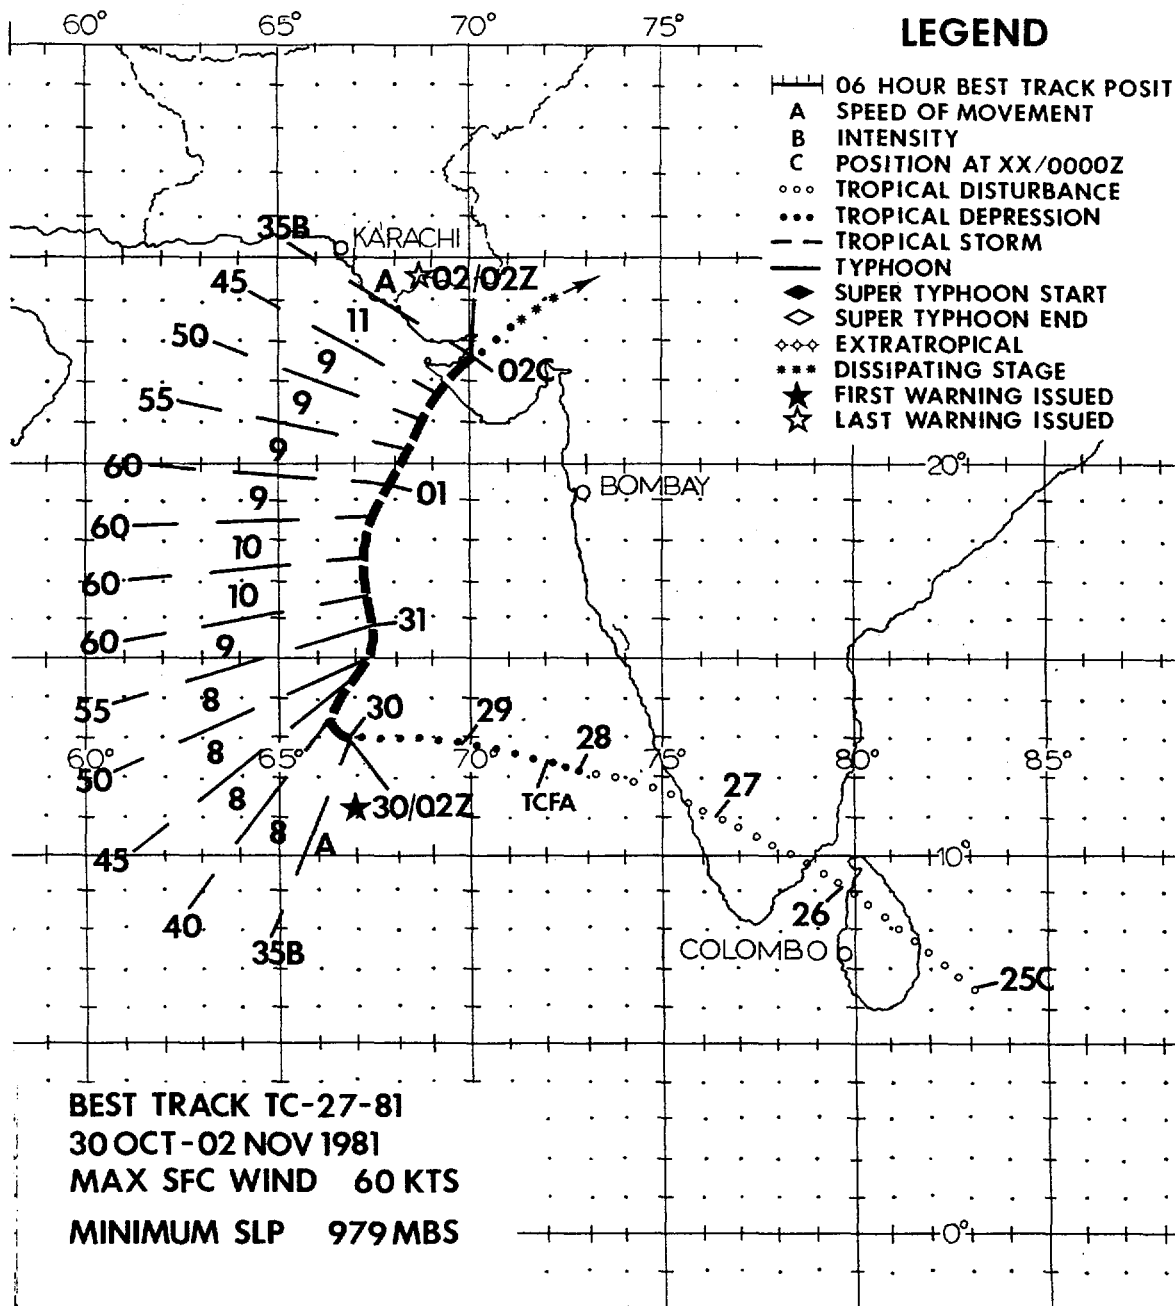 60° 65° 70° 75°
LEGEND
06 HOUR BEST TRACK POSIT
A SPEED OF MOVEMENT
B INTENSITY
C POSITION AT XX/0000Z
TROPICAL DISTURBANCE
TROPICAL DEPRESSION
TROPICAL STORM
TYPHOON
SUPER TYPHOON START
SUPER TYPHOON END
EXTRATROPICAL
DISSIPATING STAGE
FIRST WARNING ISSUED
LAST WARNING ISSUED
35B KARACHI
45 A 02/02Z
50 11
9 02C
55 9
60 9 20°
9 01 BOMBAY
60
10
60 10
60 9 31
55 8
30 29
50 8 60° 65° 70° 28 75° 80° 85°
8 30/02Z TCFA 27
45 8 A 10°
40 26
35B COLOMBO
25C
BEST TRACK TC-27-81
30 OCT-02 NOV 1981
MAX SFC WIND 60 KTS
MINIMUM SLP 979 MBS
0°